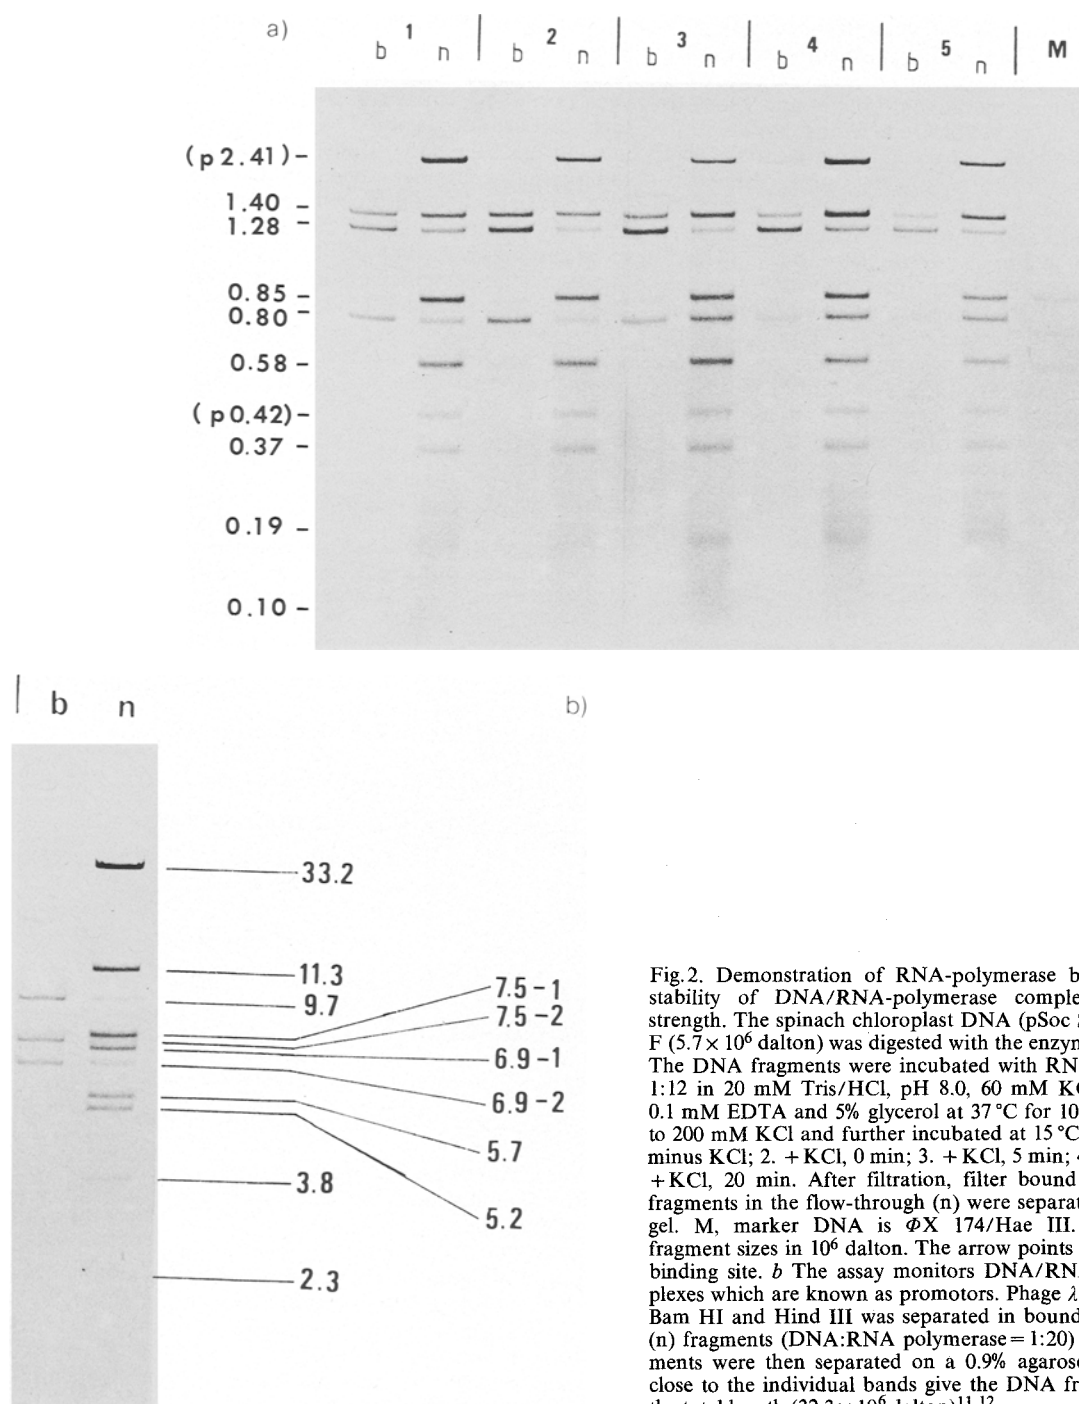 a)
b 1 n | b 2 n | b 3 n | b 4 n | b 5 n | M
(p2.41)–
1.40 –
1.28 –
0.85 –
0.80 –
0.58 –
(p0.42)–
0.37 –
0.19 –
0.10 –
b n
b)
33.2
11.3
9.7
7.5-1
7.5-2
6.9-1
6.9-2
5.7
3.8
5.2
2.3
Fig.2. Demonstration of RNA-polymerase b
stability of DNA/RNA-polymerase comple
strength. The spinach chloroplast DNA (pSoc
F (5.7× 10⁶ dalton) was digested with the enzym
The DNA fragments were incubated with RN
1:12 in 20 mM Tris/HCl, pH 8.0, 60 mM KC
0.1 mM EDTA and 5% glycerol at 37 °C for 10
to 200 mM KCl and further incubated at 15 °C
minus KCl; 2. +KCl, 0 min; 3. +KCl, 5 min; 4
+KCl, 20 min. After filtration, filter bound
fragments in the flow-through (n) were separat
gel. M, marker DNA is ΦX 174/Hae III.
fragment sizes in 10⁶ dalton. The arrow points
binding site. b The assay monitors DNA/RN
plexes which are known as promotors. Phage λ
Bam HI and Hind III was separated in bound
(n) fragments (DNA:RNA polymerase = 1:20)
ments were then separated on a 0.9% agaros
close to the individual bands give the DNA fr